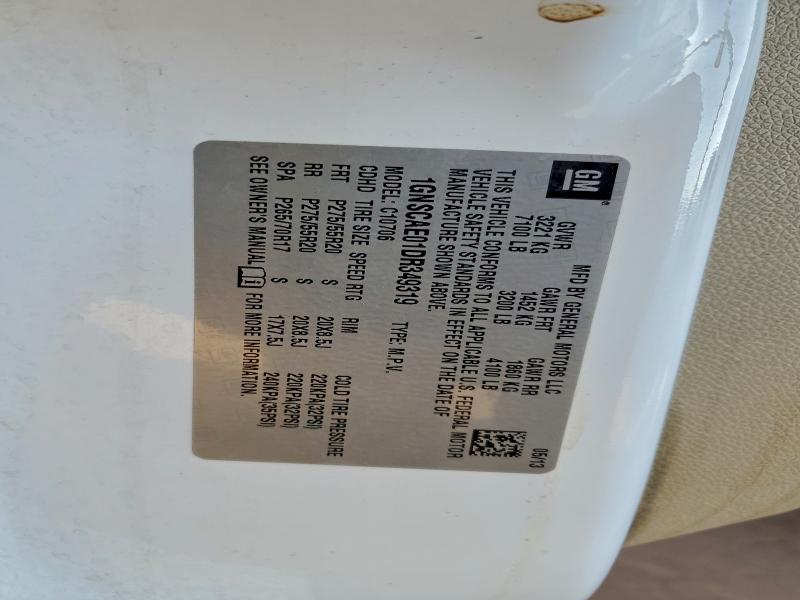 GM®
MFD BY GENERAL MOTORS LLC 05/13
GVWR GAWR FRT GAWR RR
3221 KG 1452 KG 1860 KG
7100 LB 3200 LB 4100 LB
THIS VEHICLE CONFORMS TO ALL APPLICABLE U.S. FEDERAL MOTOR
VEHICLE SAFETY STANDARDS IN EFFECT ON THE DATE OF
MANUFACTURE SHOWN ABOVE.
1GNSCAE01DR349319 TYPE: M.P.V.
MODEL: C10706
COLD TIRE PRESSURE
CDHD TIRE SIZE SPEED RTG RIM
FRT P275/55R20 S 20X8.5J 220KPA(32PSI)
RR P275/55R20 S 20X8.5J 220KPA(32PSI)
SPA P265/70R17 S 17X7.5J 240KPA(35PSI)
SEE OWNER'S MANUAL FOR MORE INFORMATION.